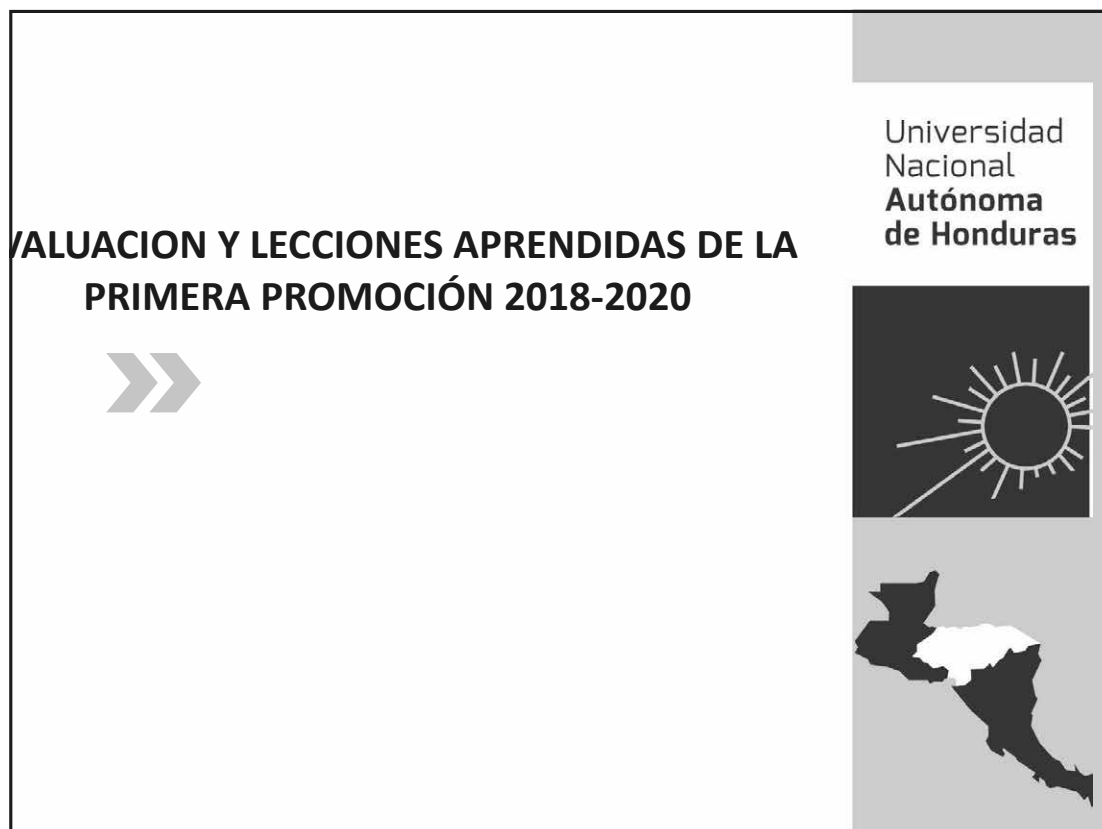 VALUACION Y LECCIONES APRENDIDAS DE LA
PRIMERA PROMOCIÓN 2018-2020
Universidad
Nacional
Autónoma
de Honduras